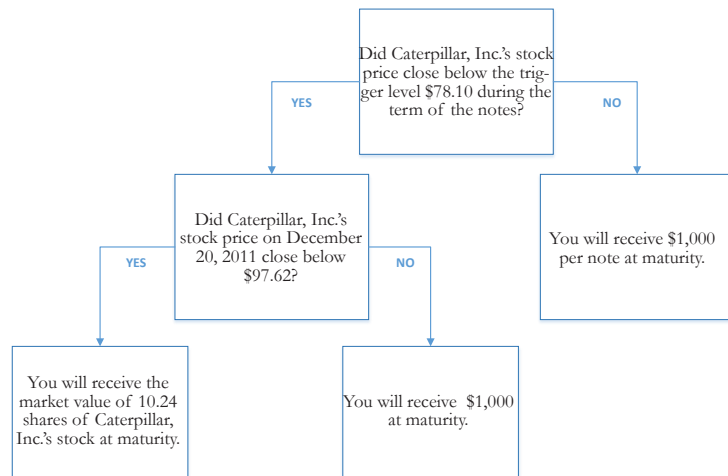 Did Caterpillar, Inc.'s stock
price close below the trig-
ger level $78.10 during the
term of the notes?
YES
NO
Did Caterpillar, Inc.'s
stock price on December
20, 2011 close below
$97.62?
You will receive $1,000
per note at maturity.
YES
NO
You will receive the
market value of 10.24
shares of Caterpillar,
Inc.'s stock at maturity.
You will receive $1,000
at maturity.